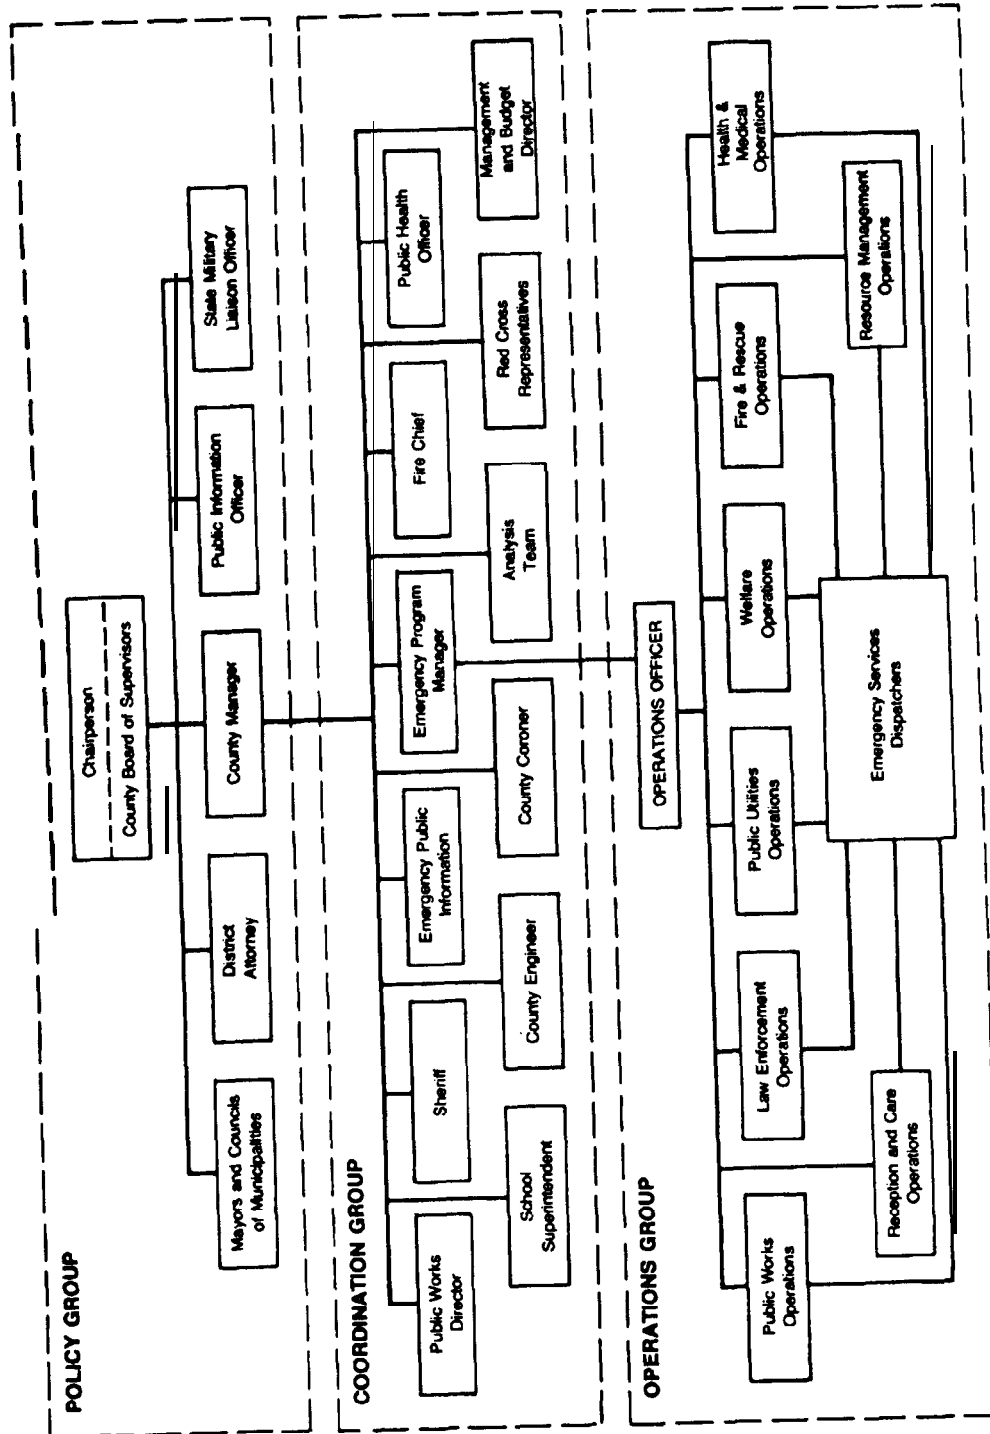 POLICY GROUP
Chairperson
County Board of Supervisors
Mayors and Councils
of Municipalities
District
Attorney
County Manager
Public Information
Officer
State Military
Liaison Officer
COORDINATION GROUP
Public Works
Director
Sheriff
Emergency Public
Information
Emergency Program
Manager
Fire Chief
Public Health
Officer
School
Superintendent
County Engineer
County Coroner
Analysis
Team
Red Cross
Representatives
Management
and Budget
Director
OPERATIONS GROUP
OPERATIONS OFFICER
Public Works
Operations
Law Enforcement
Operations
Public Utilities
Operations
Welfare
Operations
Fire & Rescue
Operations
Health &
Medical
Operations
Reception and Care
Operations
Emergency Services
Dispatchers
Resource Management
Operations